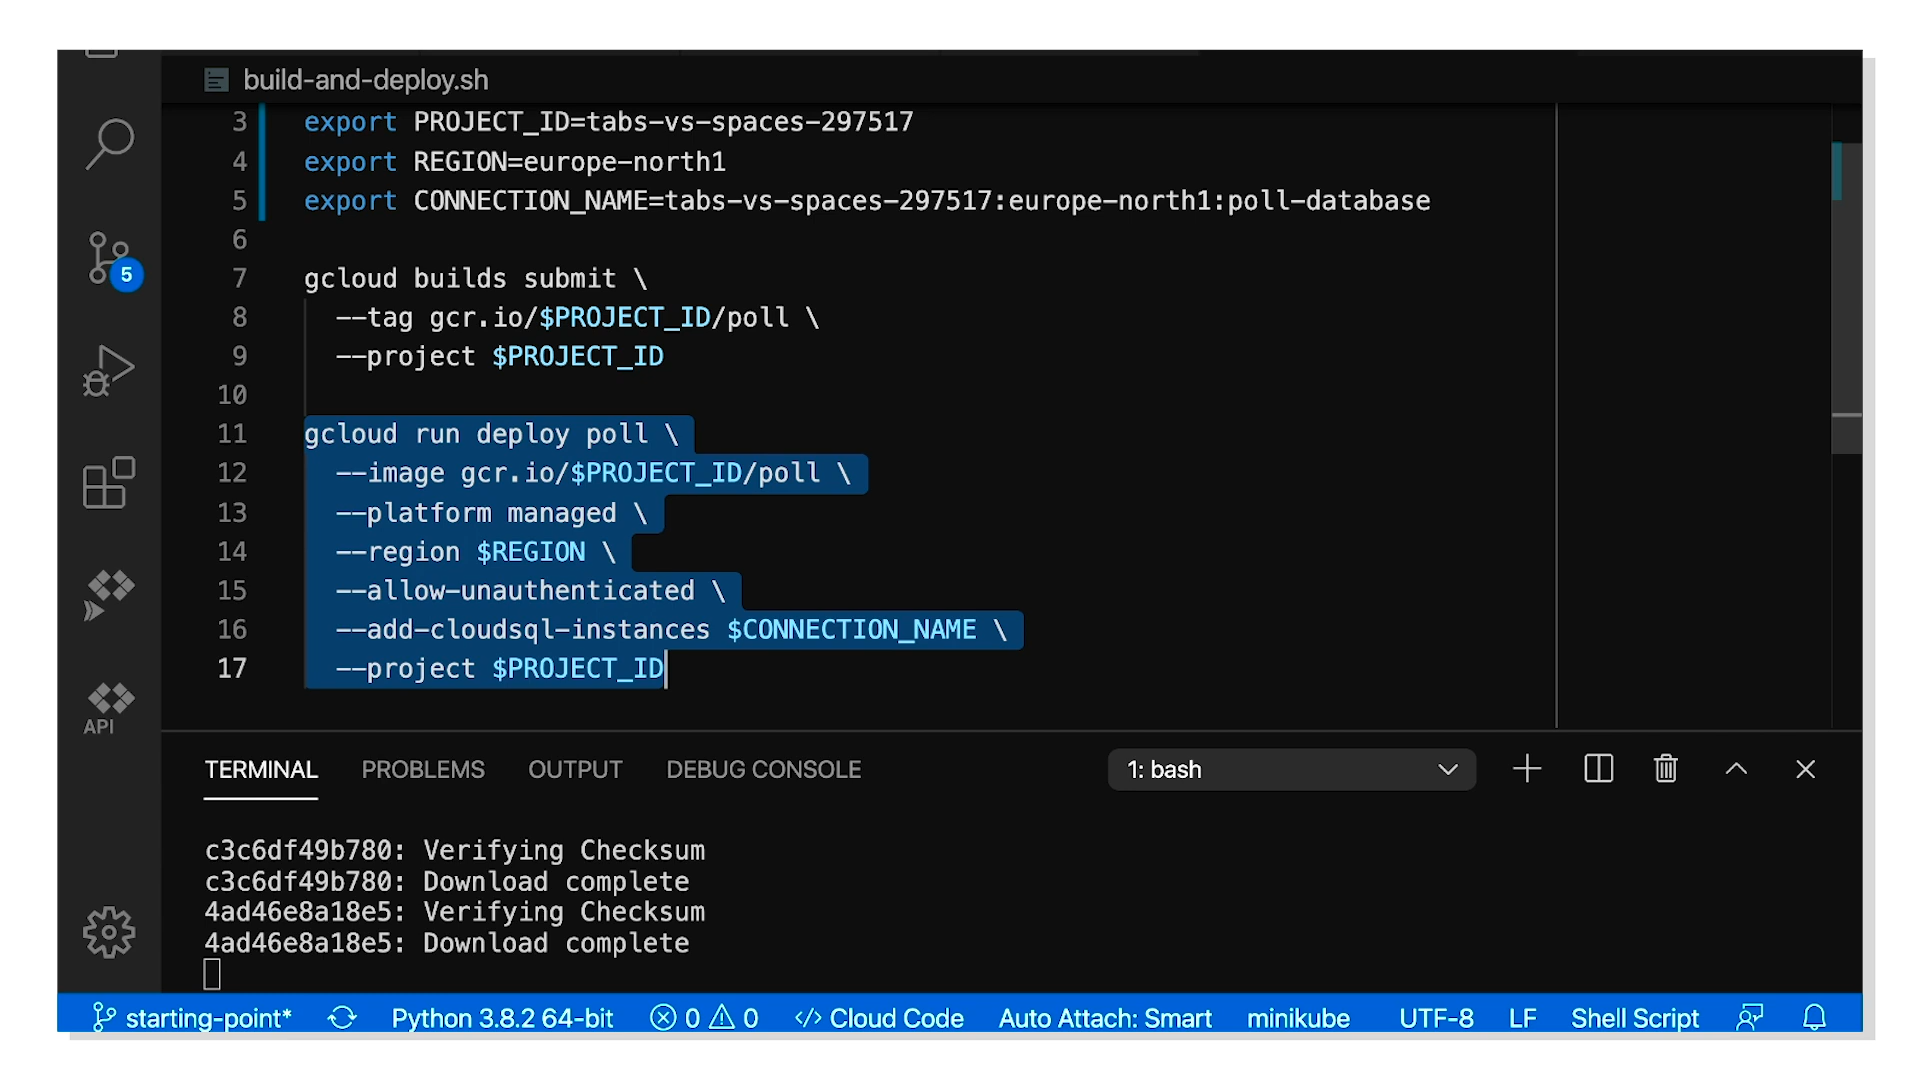 build-and-deploy.sh
3 export PROJECT_ID=tabs-vs-spaces-297517
4 export REGION=europe-north1
5 export CONNECTION_NAME=tabs-vs-spaces-297517:europe-north1:poll-database
6
7 gcloud builds submit \
8 --tag gcr.io/$PROJECT_ID/poll \
9 --project $PROJECT_ID
10
11 gcloud run deploy poll \
12 --image gcr.io/$PROJECT_ID/poll \
13 --platform managed \
14 --region $REGION \
15 --allow-unauthenticated \
16 --add-cloudsql-instances $CONNECTION_NAME \
17 --project $PROJECT_ID
5
API
TERMINAL PROBLEMS OUTPUT DEBUG CONSOLE 1: bash
c3c6df49b780: Verifying Checksum
c3c6df49b780: Download complete
4ad46e8a18e5: Verifying Checksum
4ad46e8a18e5: Download complete
starting-point* Python 3.8.2 64-bit 0 0 </> Cloud Code Auto Attach: Smart minikube UTF-8 LF Shell Script